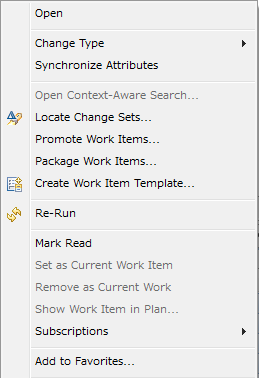 Open
Change Type
Synchronize Attributes
Open Context-Aware Search...
Locate Change Sets...
Promote Work Items...
Package Work Items...
Create Work Item Template...
Re-Run
Mark Read
Set as Current Work Item
Remove as Current Work
Show Work Item in Plan...
Subscriptions
Add to Favorites...